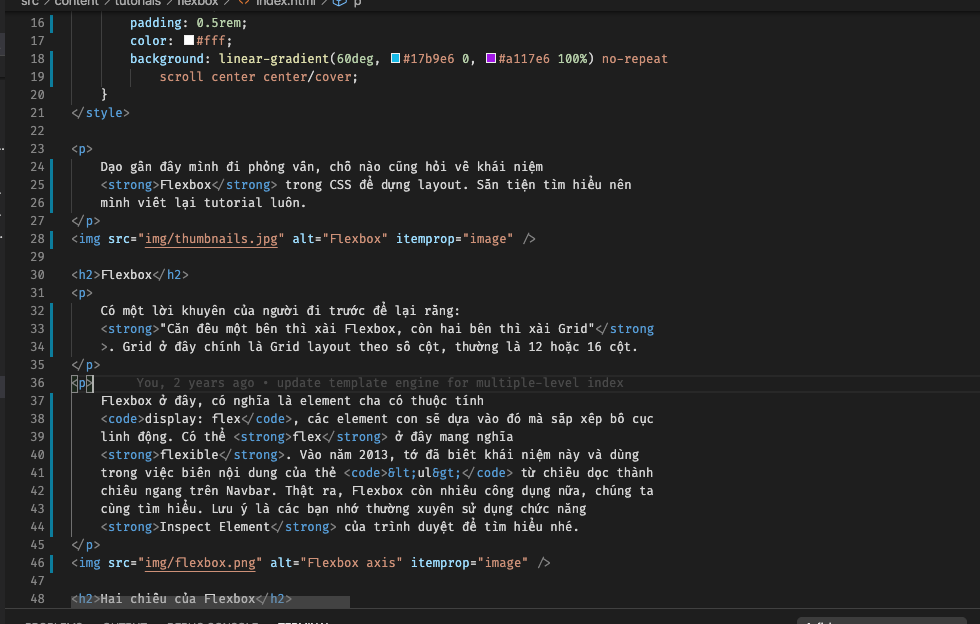 src > content > tutorials > flexbox > <> index.html > p
16 padding: 0.5rem;
17 color: #fff;
18 background: linear-gradient(60deg, #17b9e6 0, #a117e6 100%) no-repeat
19 scroll center center/cover;
20 }
21 </style>
22
23 <p>
24 Dạo gần đây mình đi phỏng vấn, chỗ nào cũng hỏi về khái niệm
25 <strong>Flexbox</strong> trong CSS để dựng layout. Sẵn tiện tìm hiểu nên
26 mình viết lại tutorial luôn.
27 </p>
28 <img src="img/thumbnails.jpg" alt="Flexbox" itemprop="image" />
29
30 <h2>Flexbox</h2>
31 <p>
32 Có một lời khuyên của người đi trước để lại rằng:
33 <strong>"Căn đều một bên thì xài Flexbox, còn hai bên thì xài Grid"</strong
34 >. Grid ở đây chính là Grid layout theo số cột, thường là 12 hoặc 16 cột.
35 </p>
36 <p> You, 2 years ago • update template engine for multiple-level index
37 Flexbox ở đây, có nghĩa là element cha có thuộc tính
38 <code>display: flex</code>, các element con sẽ dựa vào đó mà sắp xếp bố cục
39 linh động. Có thể <strong>flex</strong> ở đây mang nghĩa
40 <strong>flexible</strong>. Vào năm 2013, tớ đã biết khái niệm này và dùng
41 trong việc biến nội dung của thẻ <code>&lt;ul&gt;</code> từ chiều dọc thành
42 chiều ngang trên Navbar. Thật ra, Flexbox còn nhiều công dụng nữa, chúng ta
43 cùng tìm hiểu. Lưu ý là các bạn nhớ thường xuyên sử dụng chức năng
44 <strong>Inspect Element</strong> của trình duyệt để tìm hiểu nhé.
45 </p>
46 <img src="img/flexbox.png" alt="Flexbox axis" itemprop="image" />
47
48 <h2>Hai chiều của Flexbox</h2>